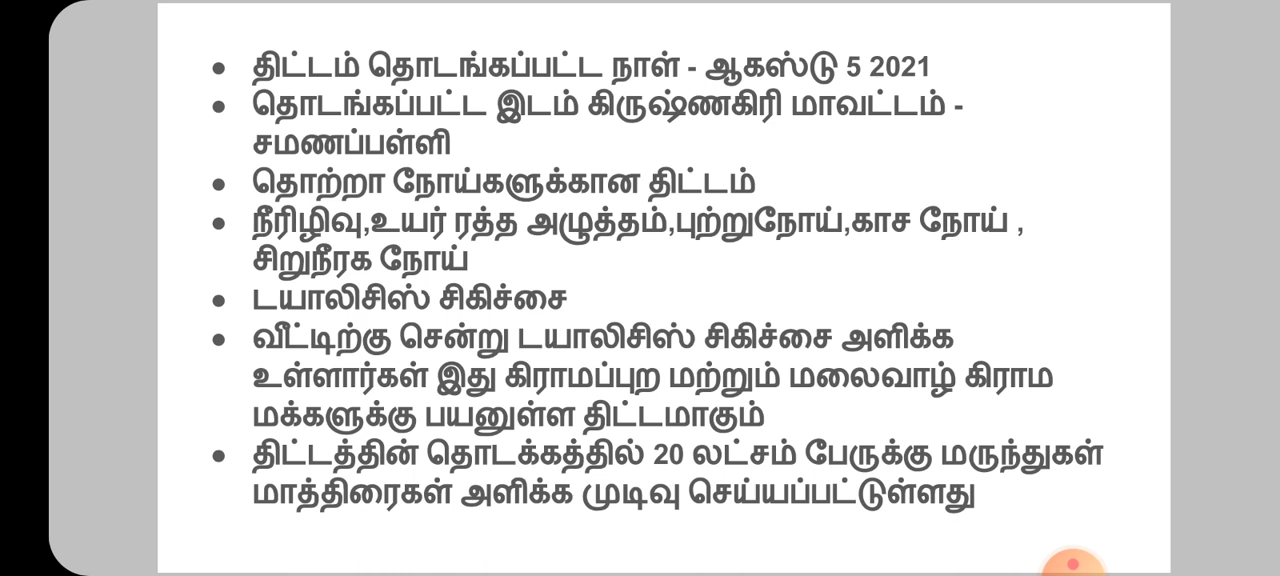 திட்டம் தொடங்கப்பட்ட நாள் - ஆகஸ்டு 5 2021
தொடங்கப்பட்ட இடம் கிருஷ்ணகிரி மாவட்டம் -
சமணப்பள்ளி
தொற்றா நோய்களுக்கான திட்டம்
நீரிழிவு,உயர் ரத்த அழுத்தம்,புற்றுநோய்,காச நோய் ,
சிறுநீரக நோய்
டயாலிசிஸ் சிகிச்சை
வீட்டிற்கு சென்று டயாலிசிஸ் சிகிச்சை அளிக்க
உள்ளார்கள் இது கிராமப்புற மற்றும் மலைவாழ் கிராம
மக்களுக்கு பயனுள்ள திட்டமாகும்
திட்டத்தின் தொடக்கத்தில் 20 லட்சம் பேருக்கு மருந்துகள்
மாத்திரைகள் அளிக்க முடிவு செய்யப்பட்டுள்ளது